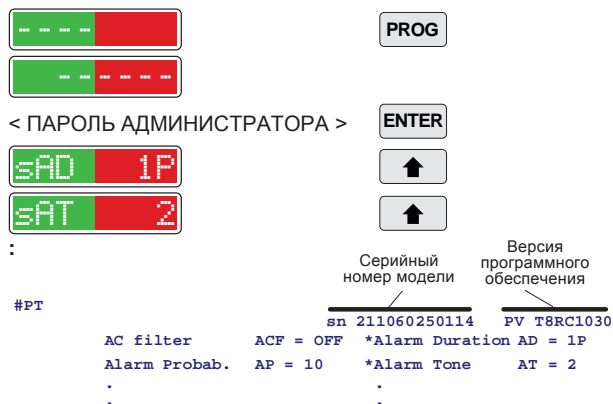 ---- PROG
-- ----
< ПАРОЛЬ АДМИНИСТРАТОРА > ENTER
sAD 1P
sAT 2
:
Серийный номер модели
Версия программного обеспечения
#PT
sn 211060250114 PV T8RC1030
AC filter ACF = OFF *Alarm Duration AD = 1P
Alarm Probab. AP = 10 *Alarm Tone AT = 2
. .
. .